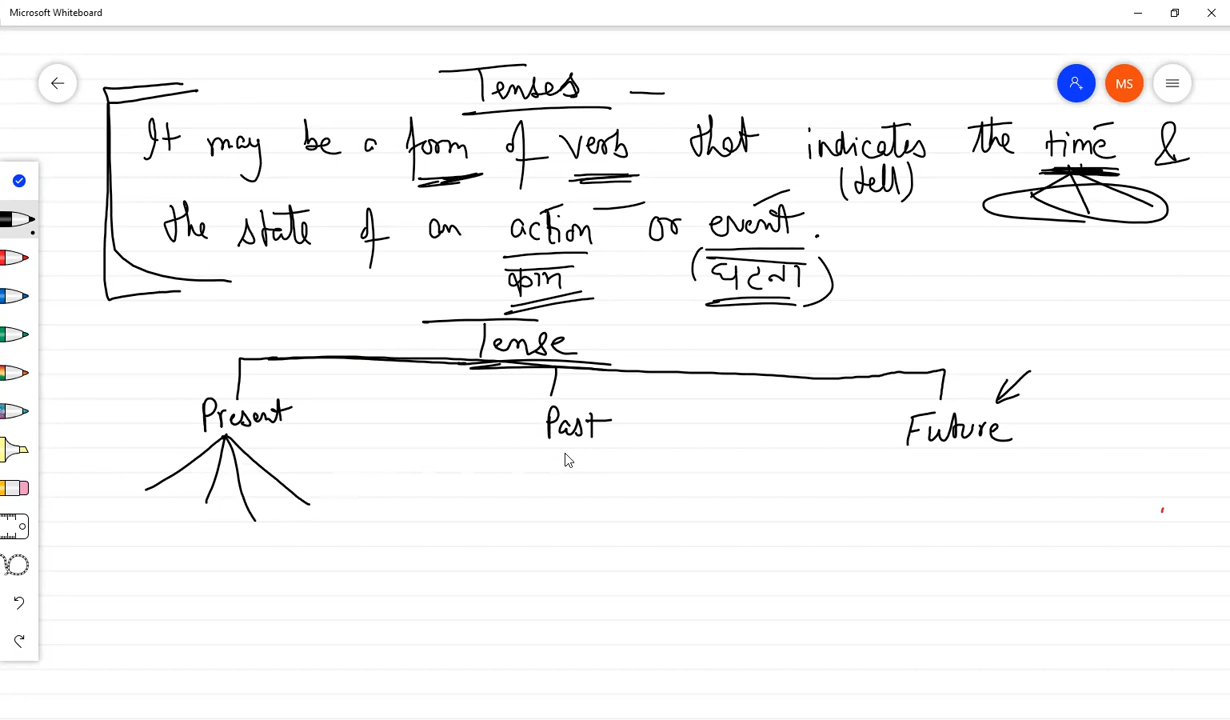 Microsoft Whiteboard
MS
Tenses —
It may be a form of verb that indicates the time &
(tell)
the state of an action or event.
काम (घटना)
Tense
Present Past Future